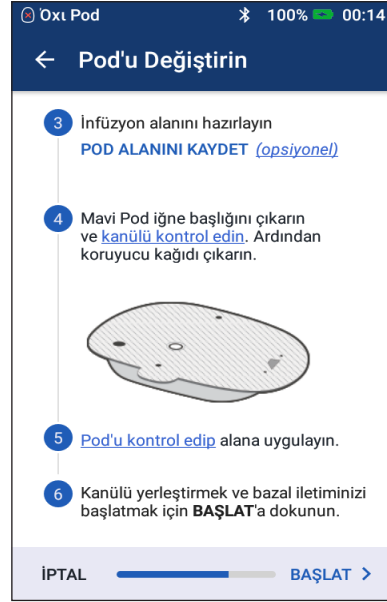 Όχι Pod 100% 00:14
Pod'u Değiştirin
3 İnfüzyon alanını hazırlayın
POD ALANINI KAYDET (opsiyonel)
4 Mavi Pod iğne başlığını çıkarın
ve kanülü kontrol edin. Ardından
koruyucu kağıdı çıkarın.
5 Pod'u kontrol edip alana uygulayın.
6 Kanülü yerleştirmek ve bazal iletiminizi
başlatmak için BAŞLAT'a dokunun.
İPTAL BAŞLAT